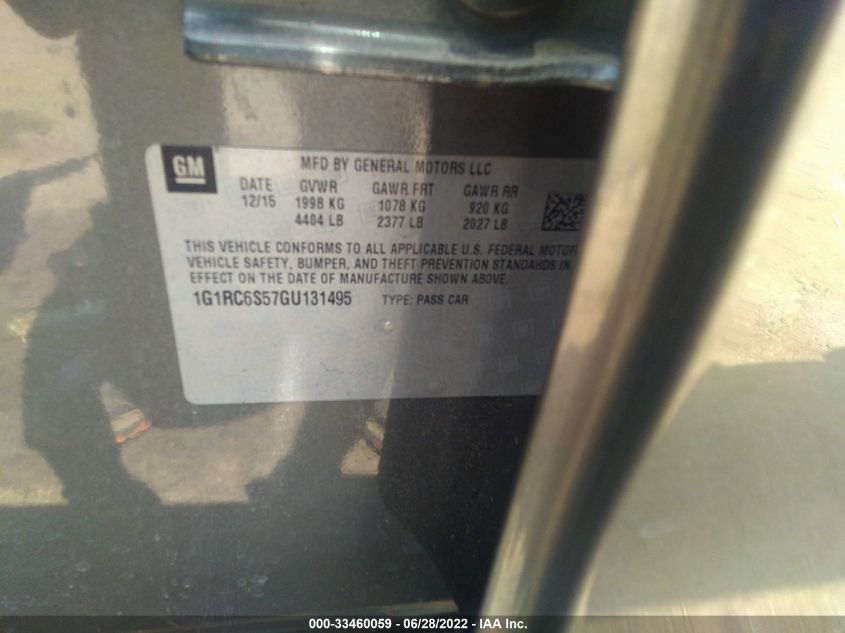 GM
MFD BY GENERAL MOTORS LLC
DATE GVWR GAWR FRT GAWR RR
12/15 1998 KG 1078 KG 920 KG
4404 LB 2377 LB 2027 LB
THIS VEHICLE CONFORMS TO ALL APPLICABLE U.S. FEDERAL MOTOR
VEHICLE SAFETY, BUMPER, AND THEFT PREVENTION STANDARDS IN
EFFECT ON THE DATE OF MANUFACTURE SHOWN ABOVE.
1G1RC6S57GU131495 TYPE: PASS CAR
000-33460059 - 06/28/2022 - IAA Inc.